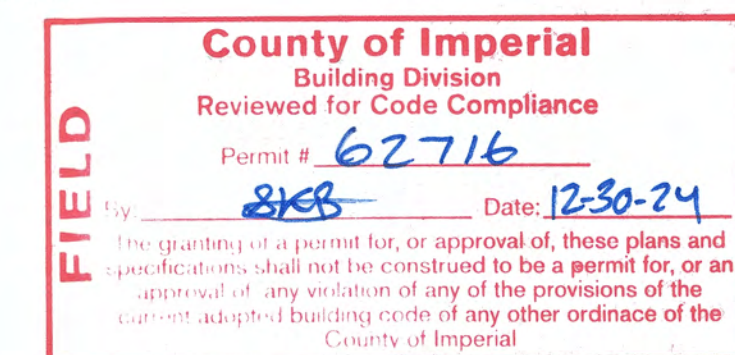 County of Imperial
Building Division
Reviewed for Code Compliance
FIELD
Permit # 62716
By: SKB Date: 12-30-24
The granting of a permit for, or approval of, these plans and
specifications shall not be construed to be a permit for, or an
approval of any violation of any of the provisions of the
current adopted building code of any other ordinace of the
County of Imperial